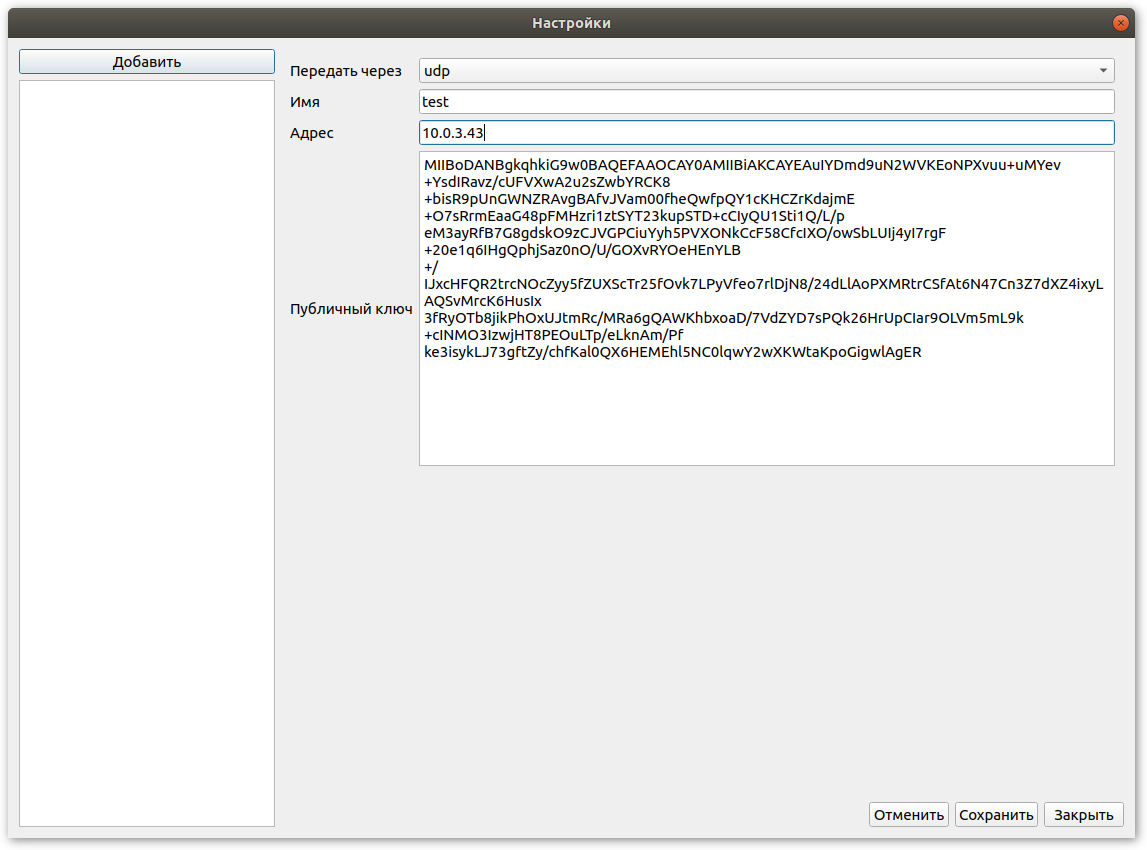 Настройки
Добавить
Передать через udp
Имя test
Адрес 10.0.3.43
Публичный ключ
MIIBoDANBgkqhkiG9w0BAQEFAAOCAY0AMIIBiAKCAYEAuIYDmd9uN2WVKEoNPXvuu+uMYev
+YsdIRavz/cUFVXwA2u2sZwbYRCK8
+bisR9pUnGWNZRAvgBAfvJVam00fheQwfpQY1cKHCZrKdajmE
+O7sRrmEaaG48pFMHzri1ztSYT23kupSTD+cCIyQU1Sti1Q/L/p
eM3ayRfB7G8gdskO9zCJVGPCiuYyh5PVXONkCcF58CfcIXO/owSbLUIj4yI7rgF
+20e1q6IHgQphjSaz0nO/U/GOXvRYOeHEnYLB
+/
IJxcHFQR2trcNOcZyy5fZUXScTr25fOvk7LPyVfeo7rlDjN8/24dLlAoPXMRtrCSfAt6N47Cn3Z7dXZ4ixyL
AQSvMrcK6HusIx
3fRyOTb8jikPhOxUJtmRc/MRa6gQAWKhbxoaD/7VdZYD7sPQk26HrUpCIar9OLVm5mL9k
+cINMO3IzwjHT8PEOuLTp/eLknAm/Pf
ke3isykLJ73gftZy/chfKal0QX6HEMEhl5NC0lqwY2wXKWtaKpoGigwlAgER
Отменить Сохранить Закрыть